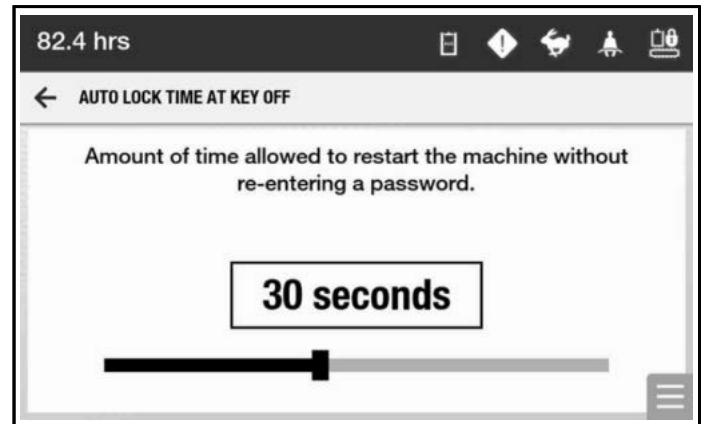 82.4 hrs
AUTO LOCK TIME AT KEY OFF
Amount of time allowed to restart the machine without
re-entering a password.
30 seconds